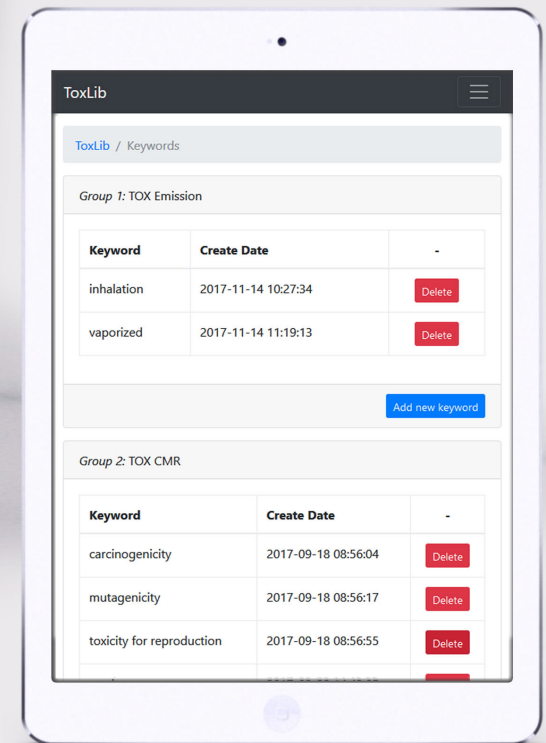 ToxLib
ToxLib / Keywords
Group 1: TOX Emission
Keyword Create Date -
inhalation 2017-11-14 10:27:34 Delete
vaporized 2017-11-14 11:19:13 Delete
Add new keyword
Group 2: TOX CMR
Keyword Create Date -
carcinogenicity 2017-09-18 08:56:04 Delete
mutagenicity 2017-09-18 08:56:17 Delete
toxicity for reproduction 2017-09-18 08:56:55 Delete